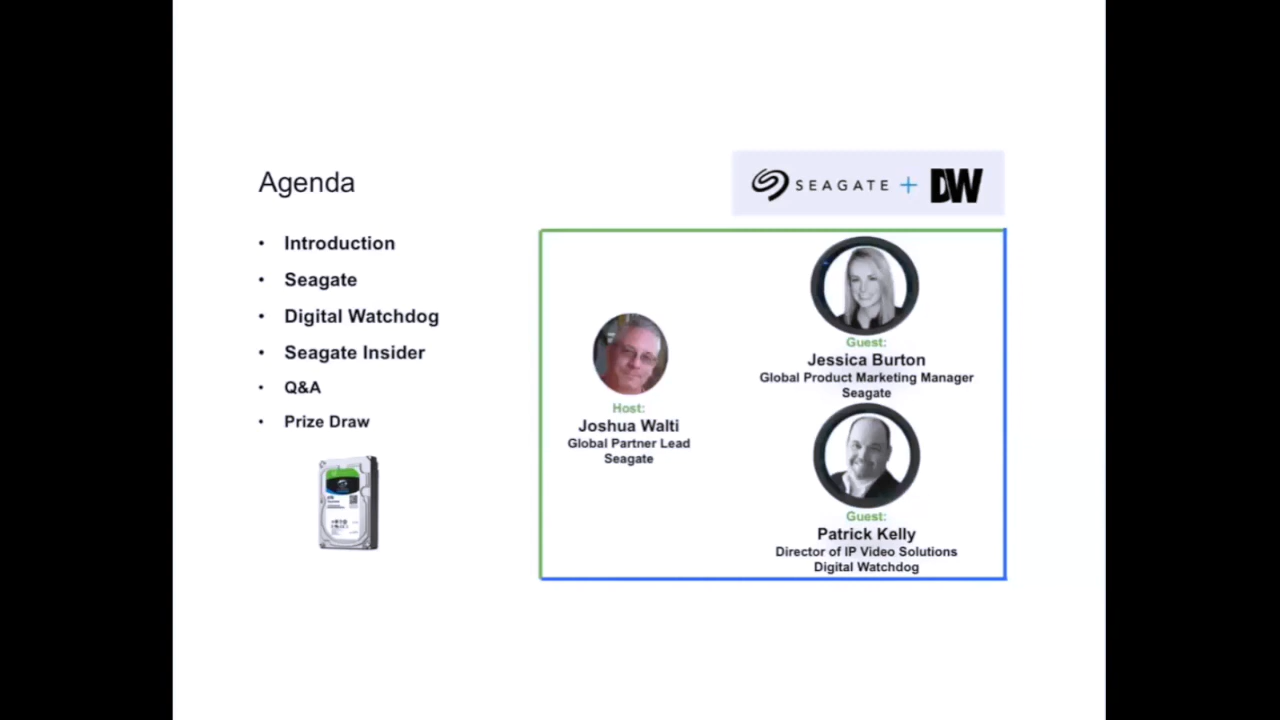 Agenda
SEAGATE + DW
• Introduction
• Seagate
• Digital Watchdog
• Seagate Insider
• Q&A
• Prize Draw
Host:
Joshua Walti
Global Partner Lead
Seagate
Guest:
Jessica Burton
Global Product Marketing Manager
Seagate
Guest:
Patrick Kelly
Director of IP Video Solutions
Digital Watchdog